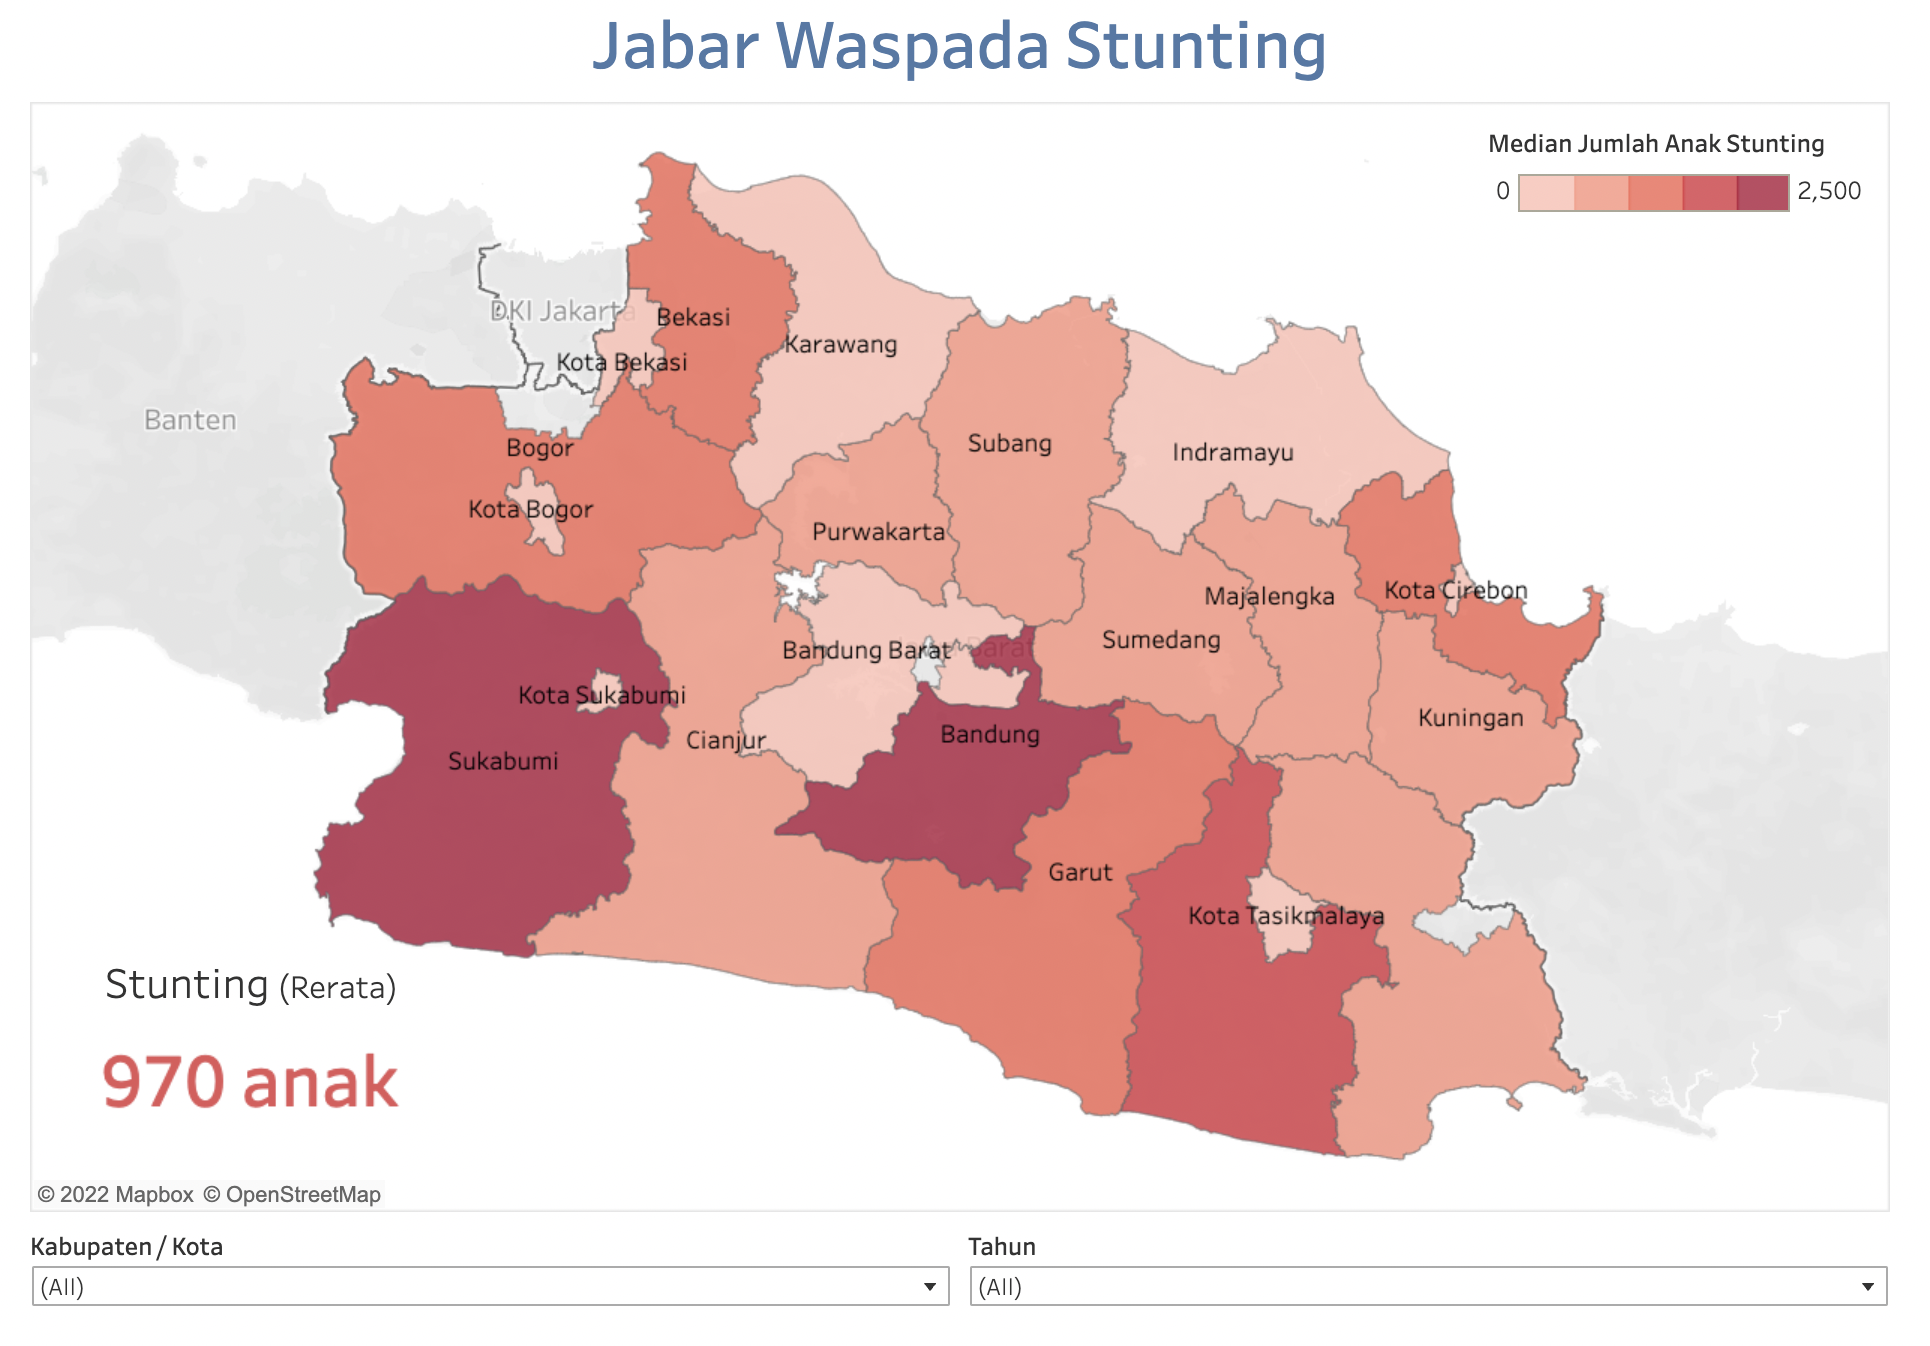 Jabar Waspada Stunting
Median Jumlah Anak Stunting
0 2,500
DKI Jakarta
Bekasi
Karawang
Kota Bekasi
Banten
Bogor
Subang
Indramayu
Kota Bogor
Purwakarta
Kota Cirebon
Majalengka
Sumedang
Bandung Barat
Barat
Kota Sukabumi
Kuningan
Bandung
Cianjur
Sukabumi
Garut
Kota Tasikmalaya
Stunting (Rerata)
970 anak
© 2022 Mapbox © OpenStreetMap
Kabupaten / Kota
(All)
Tahun
(All)